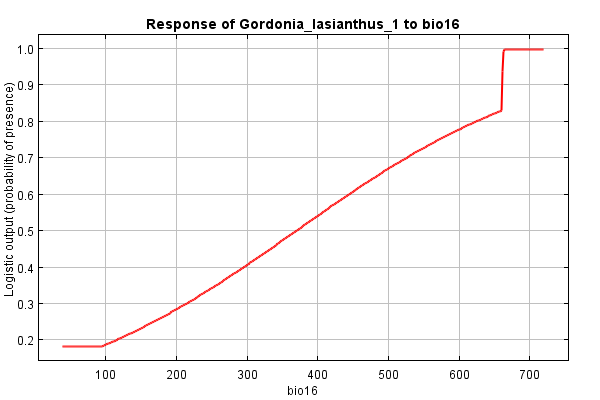 Response of Gordonia_lasianthus_1 to bio16
Logistic output (probability of presence)
1.0
0.9
0.8
0.7
0.6
0.5
0.4
0.3
0.2
100 200 300 400 500 600 700
bio16